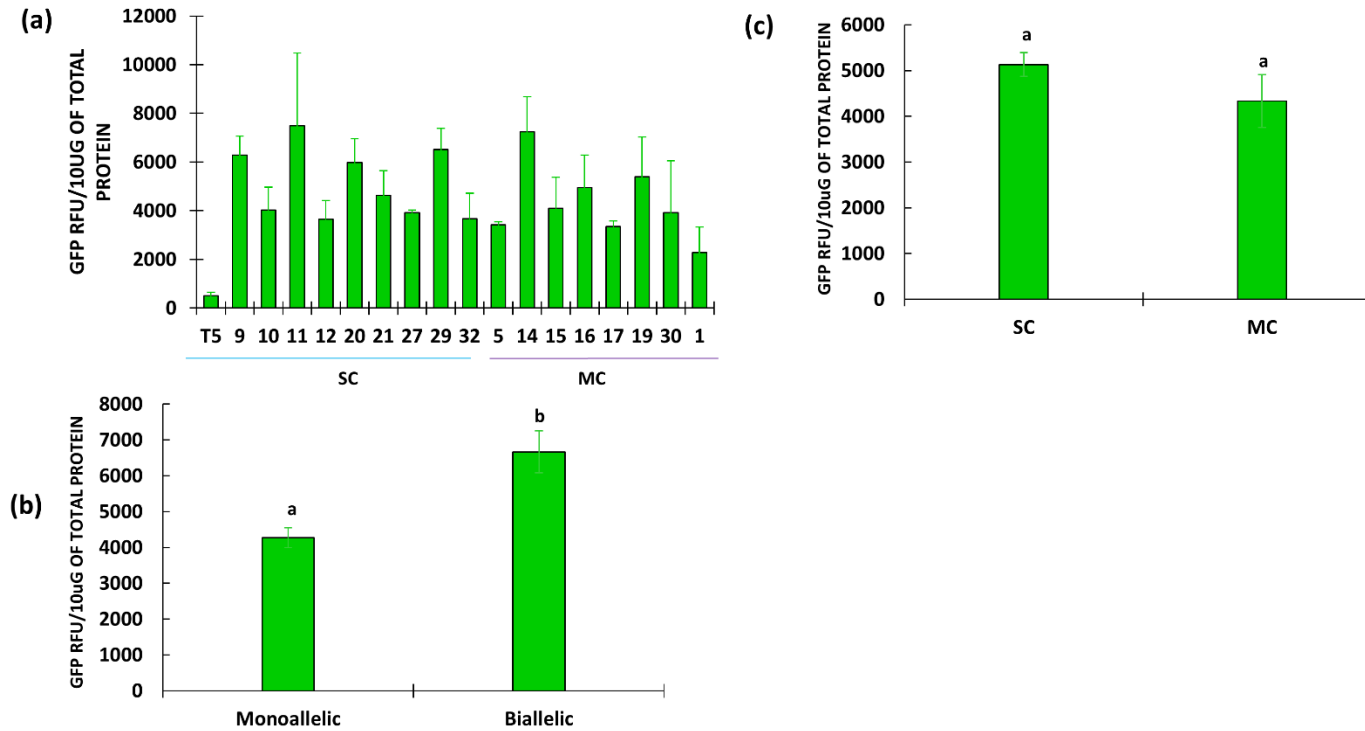 (a)
GFP RFU/10UG OF TOTAL
PROTEIN
12000
10000
8000
6000
4000
2000
0
T5 9 10 11 12 20 21 27 29 32 5 14 15 16 17 19 30 1
SC MC
(c)
GFP RFU/10uG OF TOTAL PROTEIN
6000
5000
4000
3000
2000
1000
0
a a
SC MC
(b)
GFP RFU/10uG OF TOTAL PROTEIN
8000
7000
6000
5000
4000
3000
2000
1000
0
a b
Monoallelic Biallelic